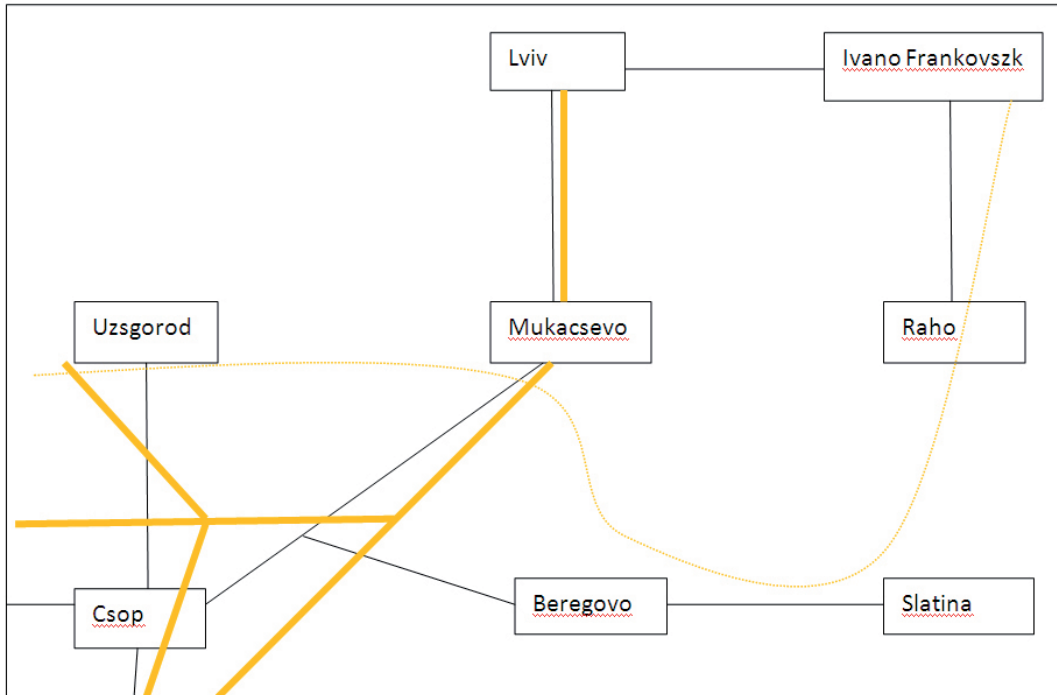 Lviv
Ivano Frankovszk
Uzsgorod
Mukacsevo
Raho
Csop
Beregovo
Slatina